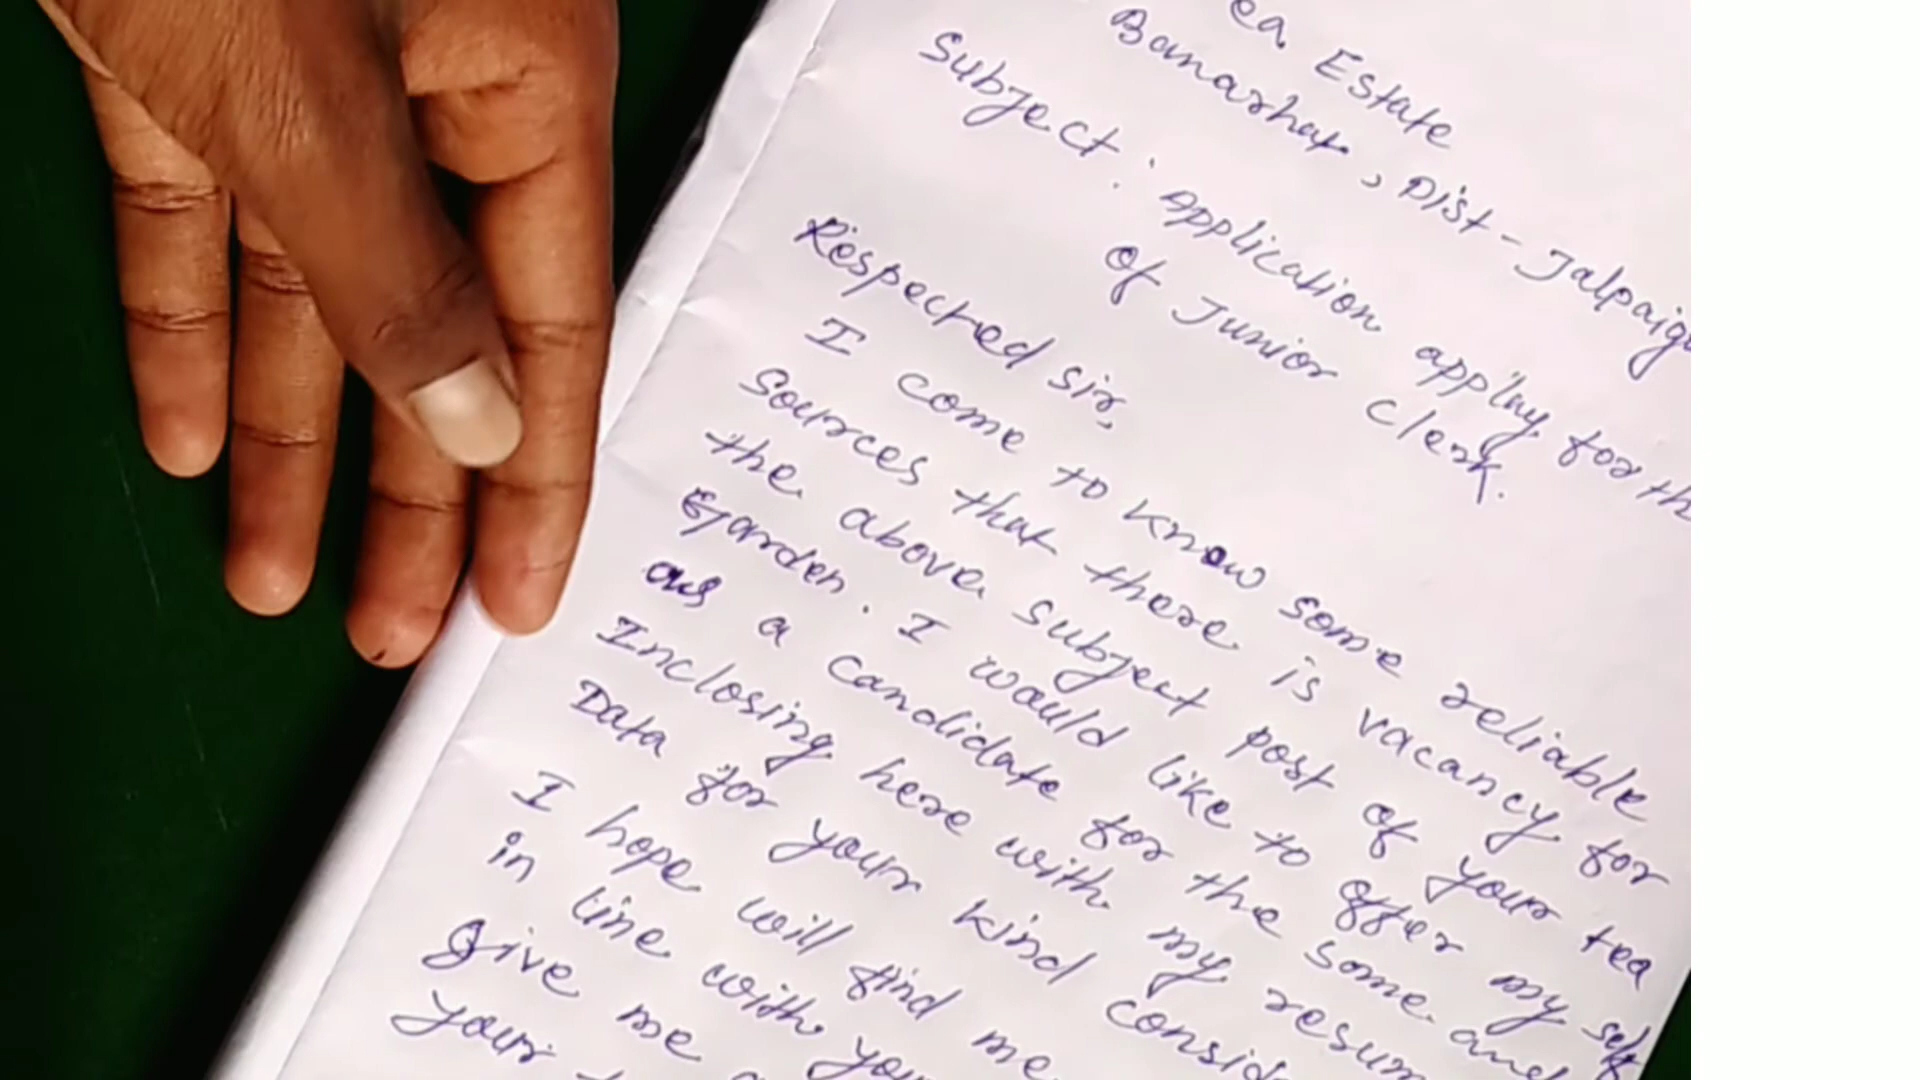 ea Estate
Banarhat, Dist - Jalpaig
Subject : Application applny for th
of Junior Clerk.
Respected sir,
I come to know some reliable
Sources that there is vacancy for
the above subject post of your tea
Garden. I would like to offer my self
as a candidate for the some and
Inclosing here with my resum
Data for your kind consid
I hope will find me
in line with you
give me a
your t